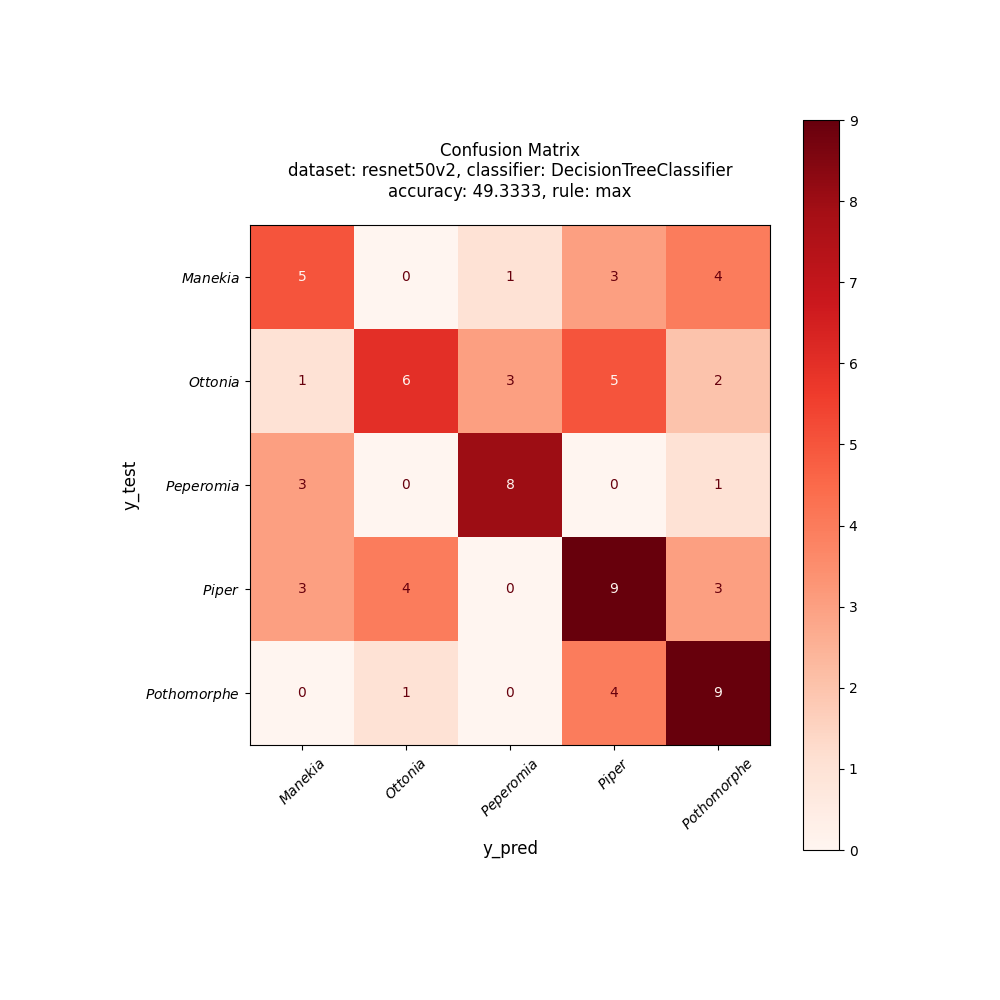 Confusion Matrix
dataset: resnet50v2, classifier: DecisionTreeClassifier
accuracy: 49.3333, rule: max
Manekia 5 0 1 3 4
Ottonia 1 6 3 5 2
Peperomia 3 0 8 0 1
Piper 3 4 0 9 3
Pothomorphe 0 1 0 4 9
y_test
Manekia Ottonia Peperomia Piper Pothomorphe
y_pred
9
8
7
6
5
4
3
2
1
0